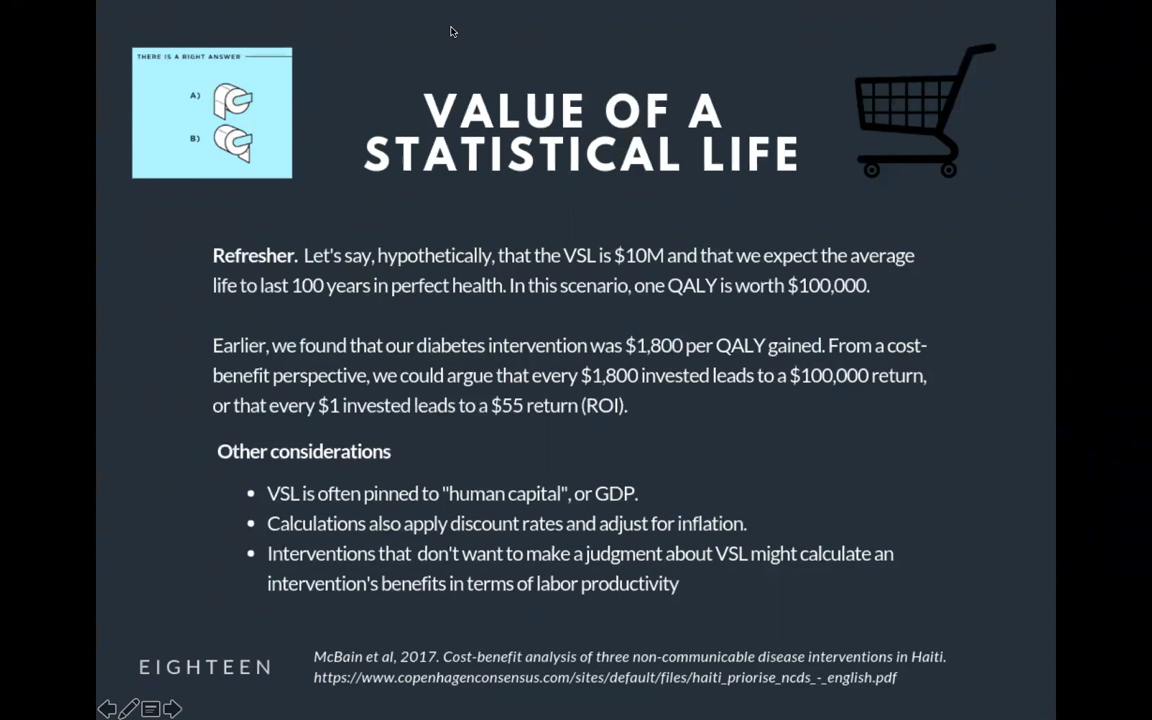 THERE IS A RIGHT ANSWER
A)
B)
VALUE OF A
STATISTICAL LIFE
Refresher. Let's say, hypothetically, that the VSL is $10M and that we expect the average
life to last 100 years in perfect health. In this scenario, one QALY is worth $100,000.
Earlier, we found that our diabetes intervention was $1,800 per QALY gained. From a cost-
benefit perspective, we could argue that every $1,800 invested leads to a $100,000 return,
or that every $1 invested leads to a $55 return (ROI).
Other considerations
• VSL is often pinned to "human capital", or GDP.
• Calculations also apply discount rates and adjust for inflation.
• Interventions that don't want to make a judgment about VSL might calculate an
intervention's benefits in terms of labor productivity
EIGHTEEN
McBain et al, 2017. Cost-benefit analysis of three non-communicable disease interventions in Haiti.
https://www.copenhagenconsensus.com/sites/default/files/haiti_priorise_ncds_-_english.pdf